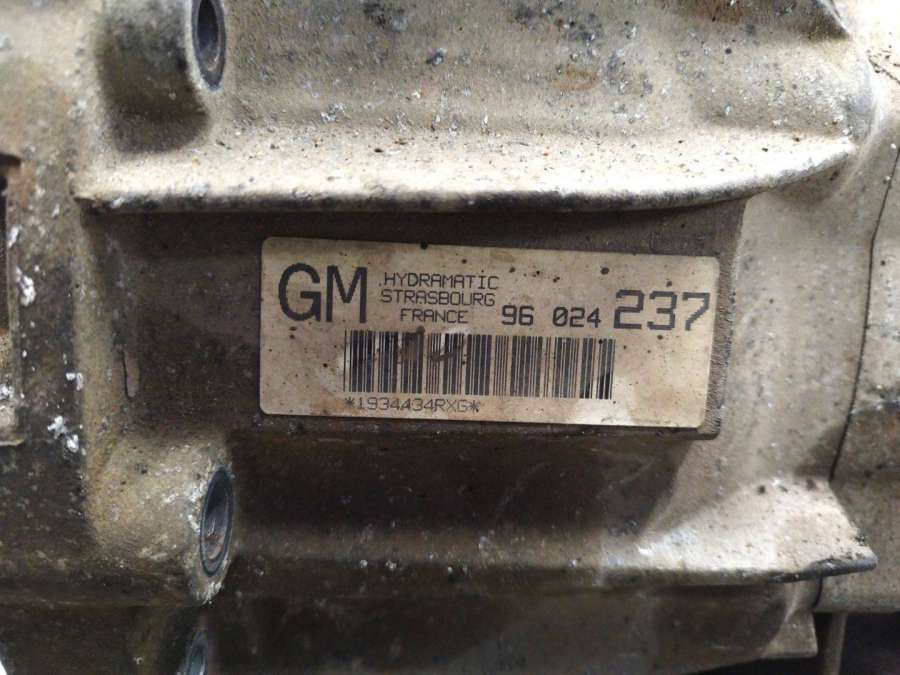 GM
HYDRAMATIC
STRASBOURG
FRANCE 96 024 237
*1934434RXG*